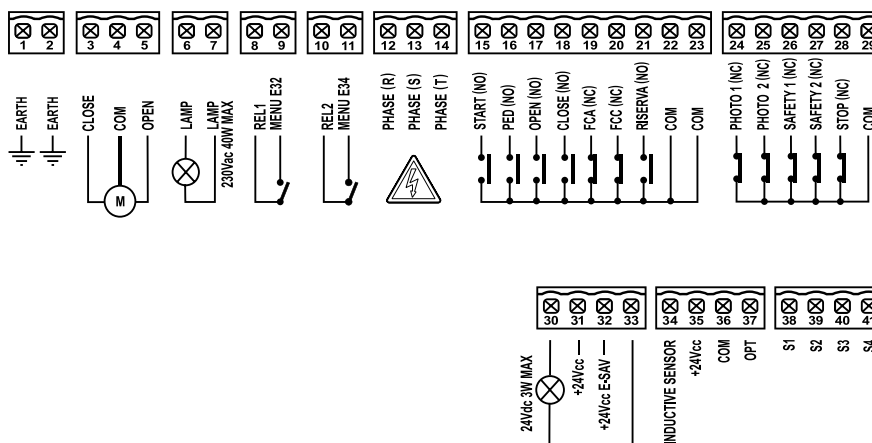 1 2 3 4 5 6 7 8 9 10 11 12 13 14 15 16 17 18 19 20 21 22 23 24 25 26 27 28 29
EARTH
EARTH
CLOSE
COM
OPEN
LAMP
LAMP
230Vac 40W MAX
REL1
MENU E32
REL2
MENU E34
PHASE (R)
PHASE (S)
PHASE (T)
START (NO)
PED (NO)
OPEN (NO)
CLOSE (NO)
FCA (NC)
FCC (NC)
RISERVA (NO)
COM
COM
PHOTO 1 (NC)
PHOTO 2 (NC)
SAFETY 1 (NC)
SAFETY 2 (NC)
STOP (NC)
COM
M
30 31 32 33 34 35 36 37 38 39 40 41
24Vdc 3W MAX
+24Vcc
+24Vcc E-SAV
INDUCTIVE SENSOR
+24Vcc
COM
OPT
S1
S2
S3
S4